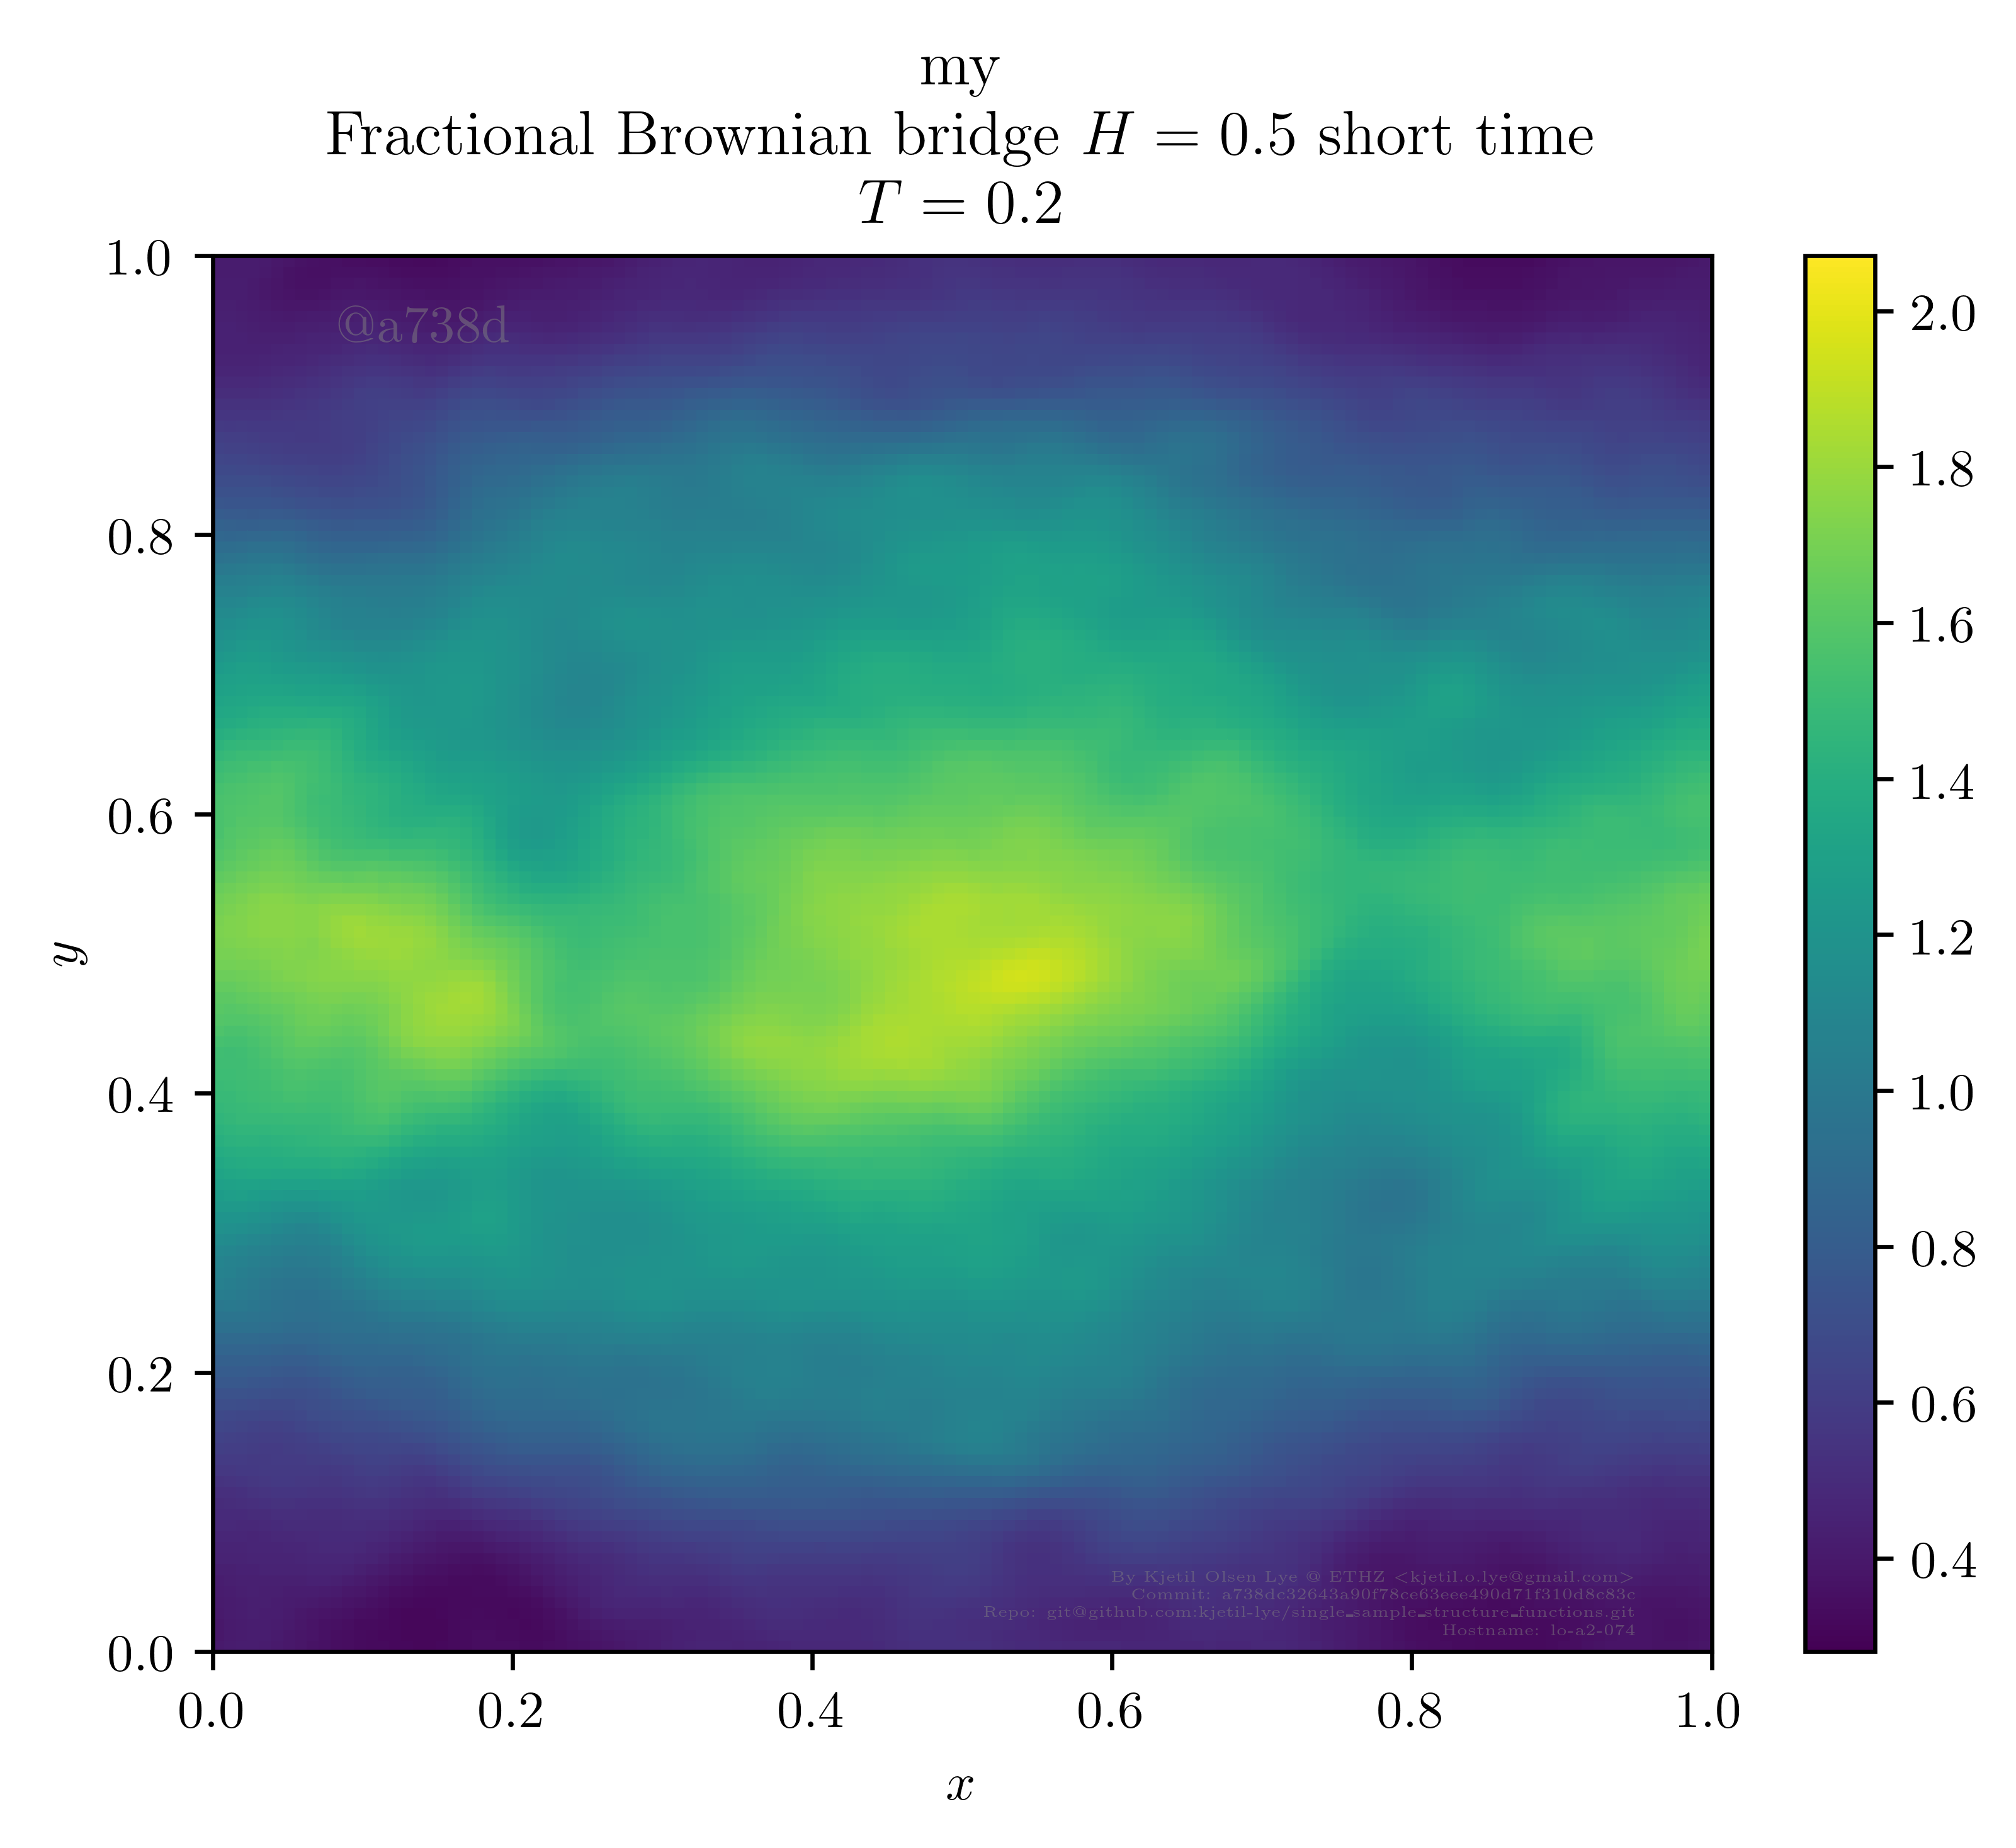 my
Fractional Brownian bridge H = 0.5 short time
T = 0.2
1.0
0.8
0.6
0.4
0.2
0.0
y
@a738d
By Kjetil Olsen Lye @ ETHZ <kjetil.o.lye@gmail.com>
Commit: a738dc32643a90f78ce63eee490d71f310d8c83c
Repo: git@github.com:kjetil-lye/single_sample_structure_functions.git
Hostname: lo-a2-074
0.0 0.2 0.4 0.6 0.8 1.0
x
2.0
1.8
1.6
1.4
1.2
1.0
0.8
0.6
0.4